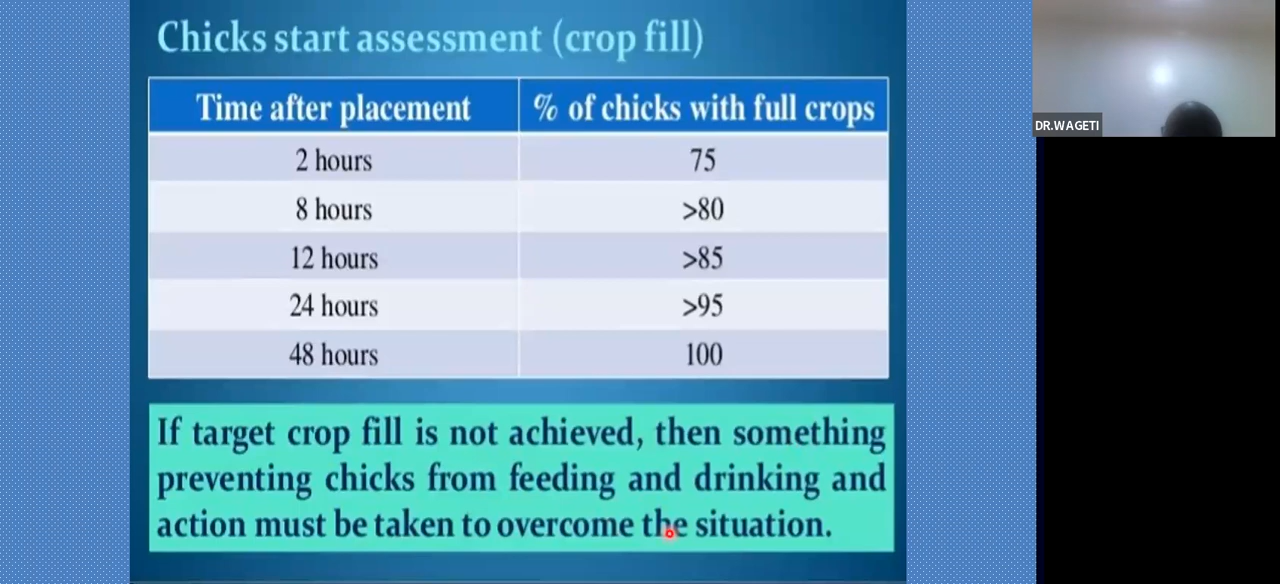 Chicks start assessment (crop fill)
Time after placement % of chicks with full crops
2 hours 75
8 hours >80
12 hours >85
24 hours >95
48 hours 100
If target crop fill is not achieved, then something
preventing chicks from feeding and drinking and
action must be taken to overcome the situation.
DR.WAGETI